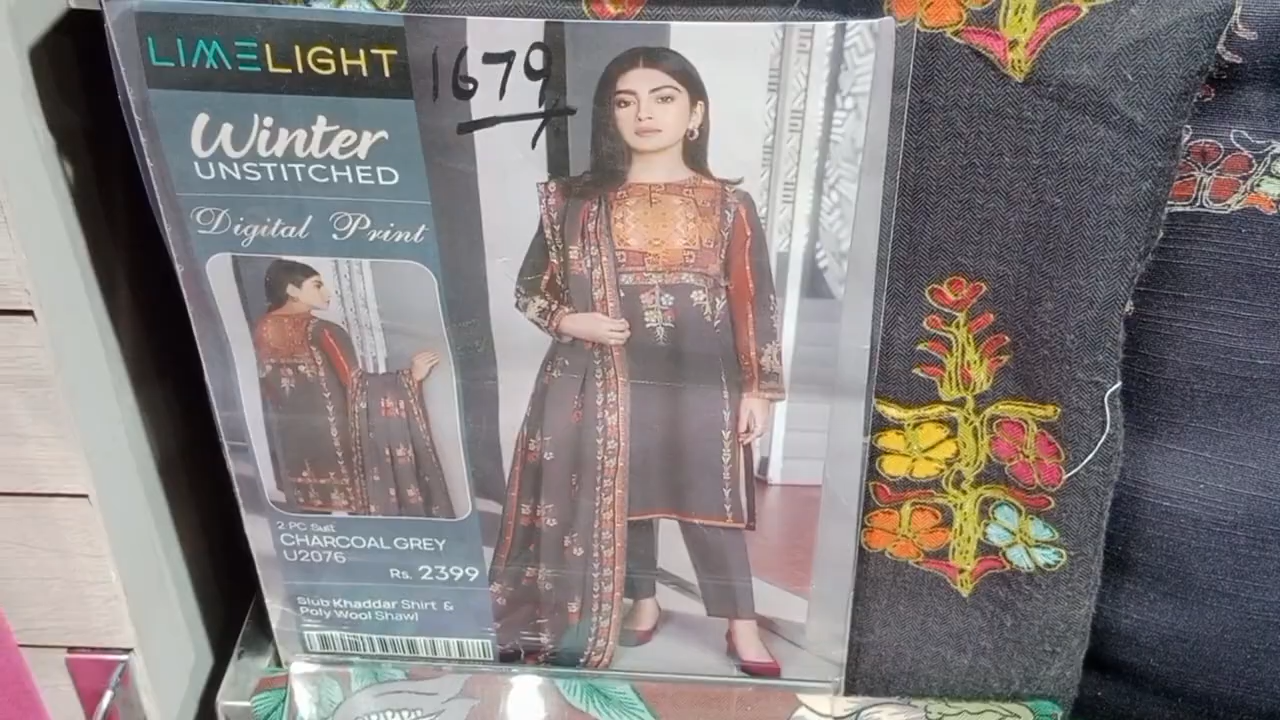 LIMELIGHT
1679
Winter
UNSTITCHED
Digital Print
2 PC Suit
CHARCOAL GREY
U2076
Rs. 2399
Slub Khaddar Shirt &
Poly Wool Shawl